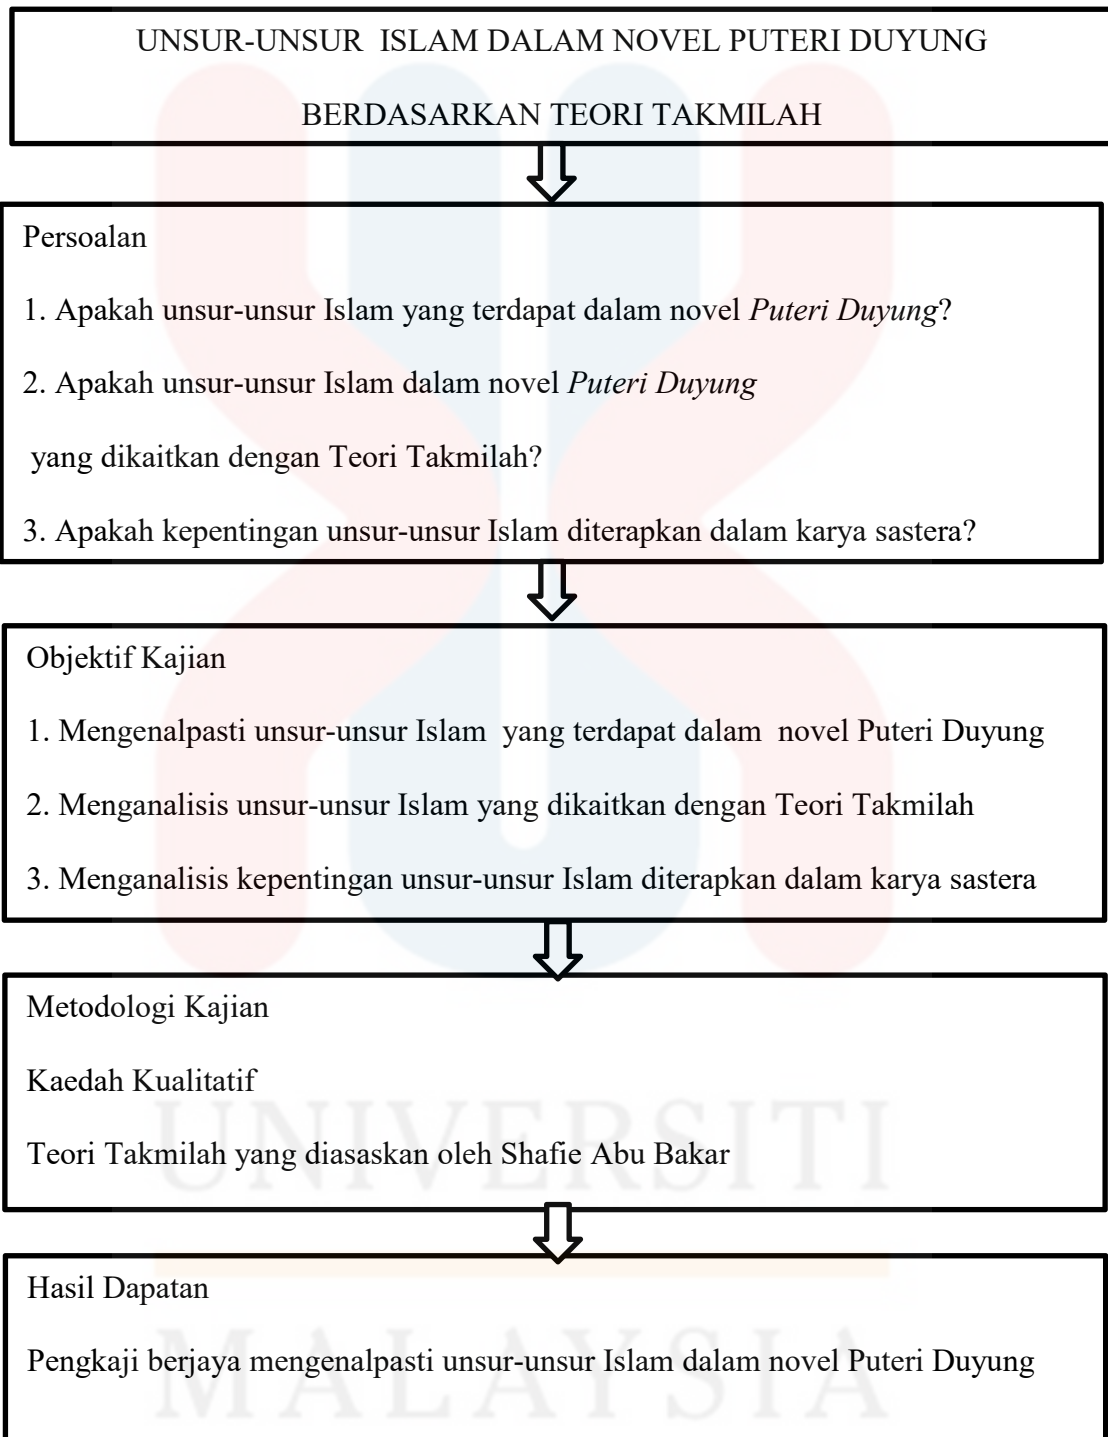 UNSUR-UNSUR ISLAM DALAM NOVEL PUTERI DUYUNG
BERDASARKAN TEORI TAKMILAH
Persoalan
1. Apakah unsur-unsur Islam yang terdapat dalam novel Puteri Duyung?
2. Apakah unsur-unsur Islam dalam novel Puteri Duyung
yang dikaitkan dengan Teori Takmilah?
3. Apakah kepentingan unsur-unsur Islam diterapkan dalam karya sastera?
Objektif Kajian
1. Mengenalpasti unsur-unsur Islam yang terdapat dalam novel Puteri Duyung
2. Menganalisis unsur-unsur Islam yang dikaitkan dengan Teori Takmilah
3. Menganalisis kepentingan unsur-unsur Islam diterapkan dalam karya sastera
Metodologi Kajian
Kaedah Kualitatif
UNIVERSITI
Teori Takmilah yang diasaskan oleh Shafie Abu Bakar
Hasil Dapatan
Pengkaji berjaya mengenalpasti unsur-unsur Islam dalam novel Puteri Duyung
MALAYSIA